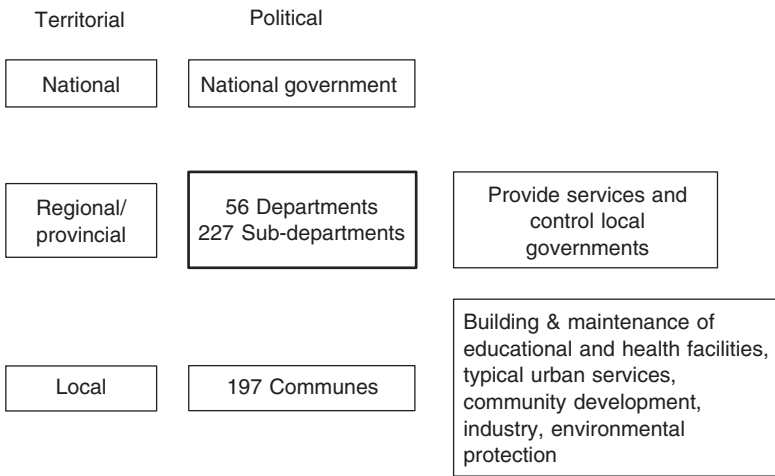 Territorial
Political
National
National government
Regional/
provincial
56 Departments
227 Sub-departments
Provide services and
control local
governments
Local
197 Communes
Building & maintenance of
educational and health facilities,
typical urban services,
community development,
industry, environmental
protection